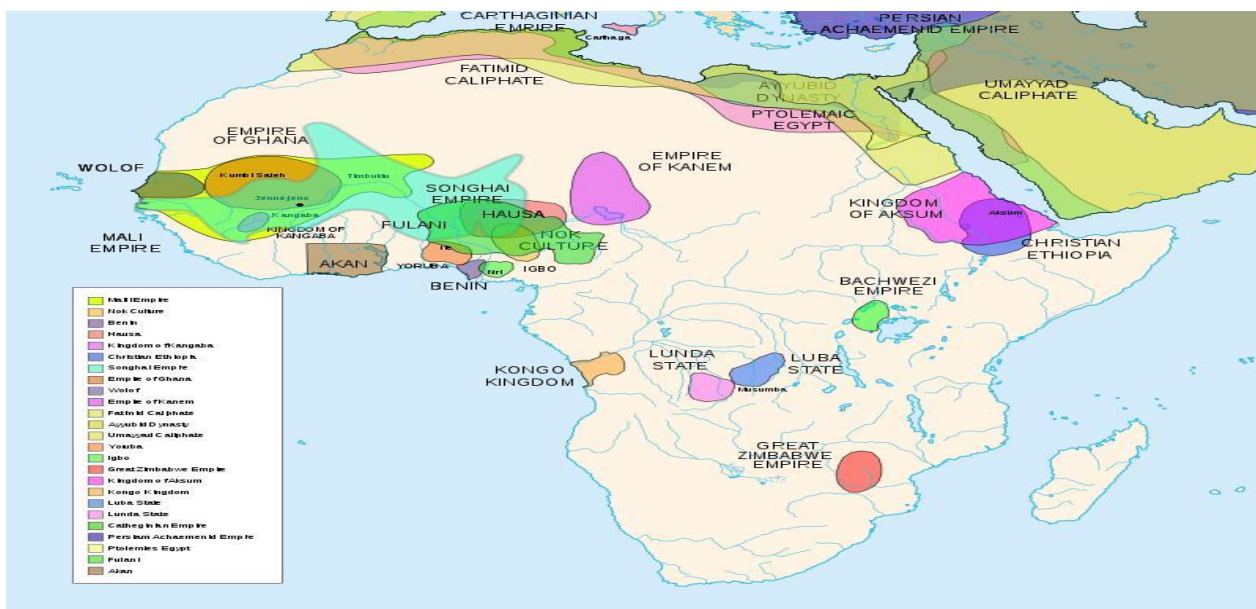 CARTHAGINIAN
EMPIRE
Carthage
PERSIAN
ACHAEMENID EMPIRE
FATIMID
CALIPHATE
AYYUBID
DYNASTY
UMAYYAD
CALIPHATE
PTOLEMAIC
EGYPT
EMPIRE
OF GHANA
WOLOF
Kumbi Saleh
Timbuktu
EMPIRE
OF KANEM
Jenne-jeno
SONGHAI
EMPIRE
KINGDOM
OF AKSUM
Aksum
Kangaba
HAUSA
FULANI
KINGDOM OF
KANGABA
MALI
EMPIRE
NOK
CULTURE
CHRISTIAN
ETHIOPIA
AKAN
Ife
YORUBA
Nri
IGBO
BENIN
BACHWEZI
EMPIRE
KONGO
KINGDOM
LUNDA
STATE
LUBA
STATE
Musumba
GREAT
ZIMBABWE
EMPIRE
Mali Empire
Nok Culture
Benin
Hausa
Kingdom of Kangaba
Christian Ethiopia
Songhai Empire
Empire of Ghana
Wolof
Empire of Kanem
Fatimid Caliphate
Ayyubid Dynasty
Umayyad Caliphate
Yoruba
Igbo
Great Zimbabwe Empire
Kingdom of Aksum
Kongo Kingdom
Luba State
Lunda State
Catheginian Empire
Persian Achaemenid Empire
Ptolemies Egypt
Fulani
Akan